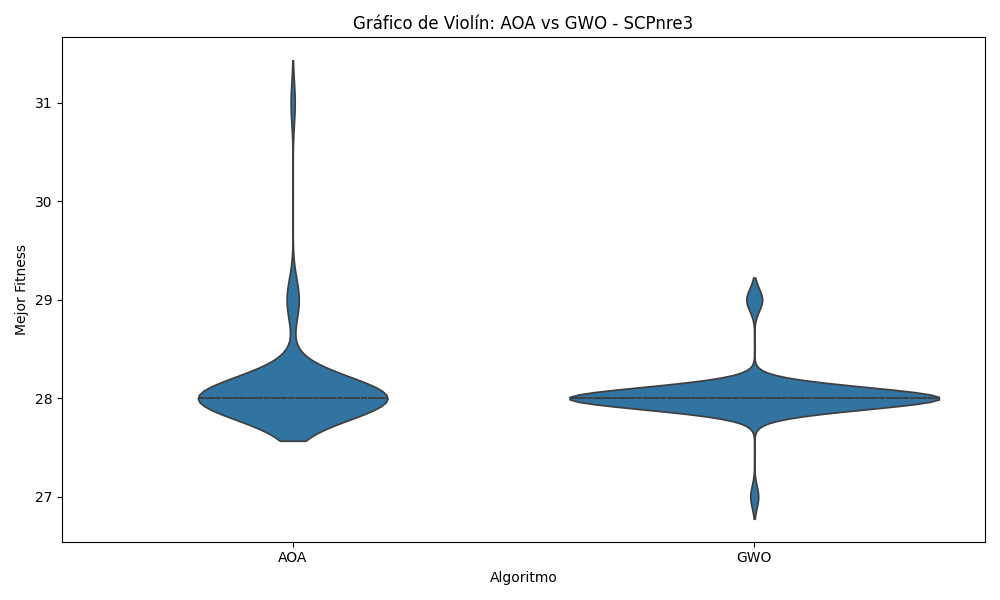 Gráfico de Violín: AOA vs GWO - SCPnre3
Mejor Fitness
31
30
29
28
27
AOA
GWO
Algoritmo